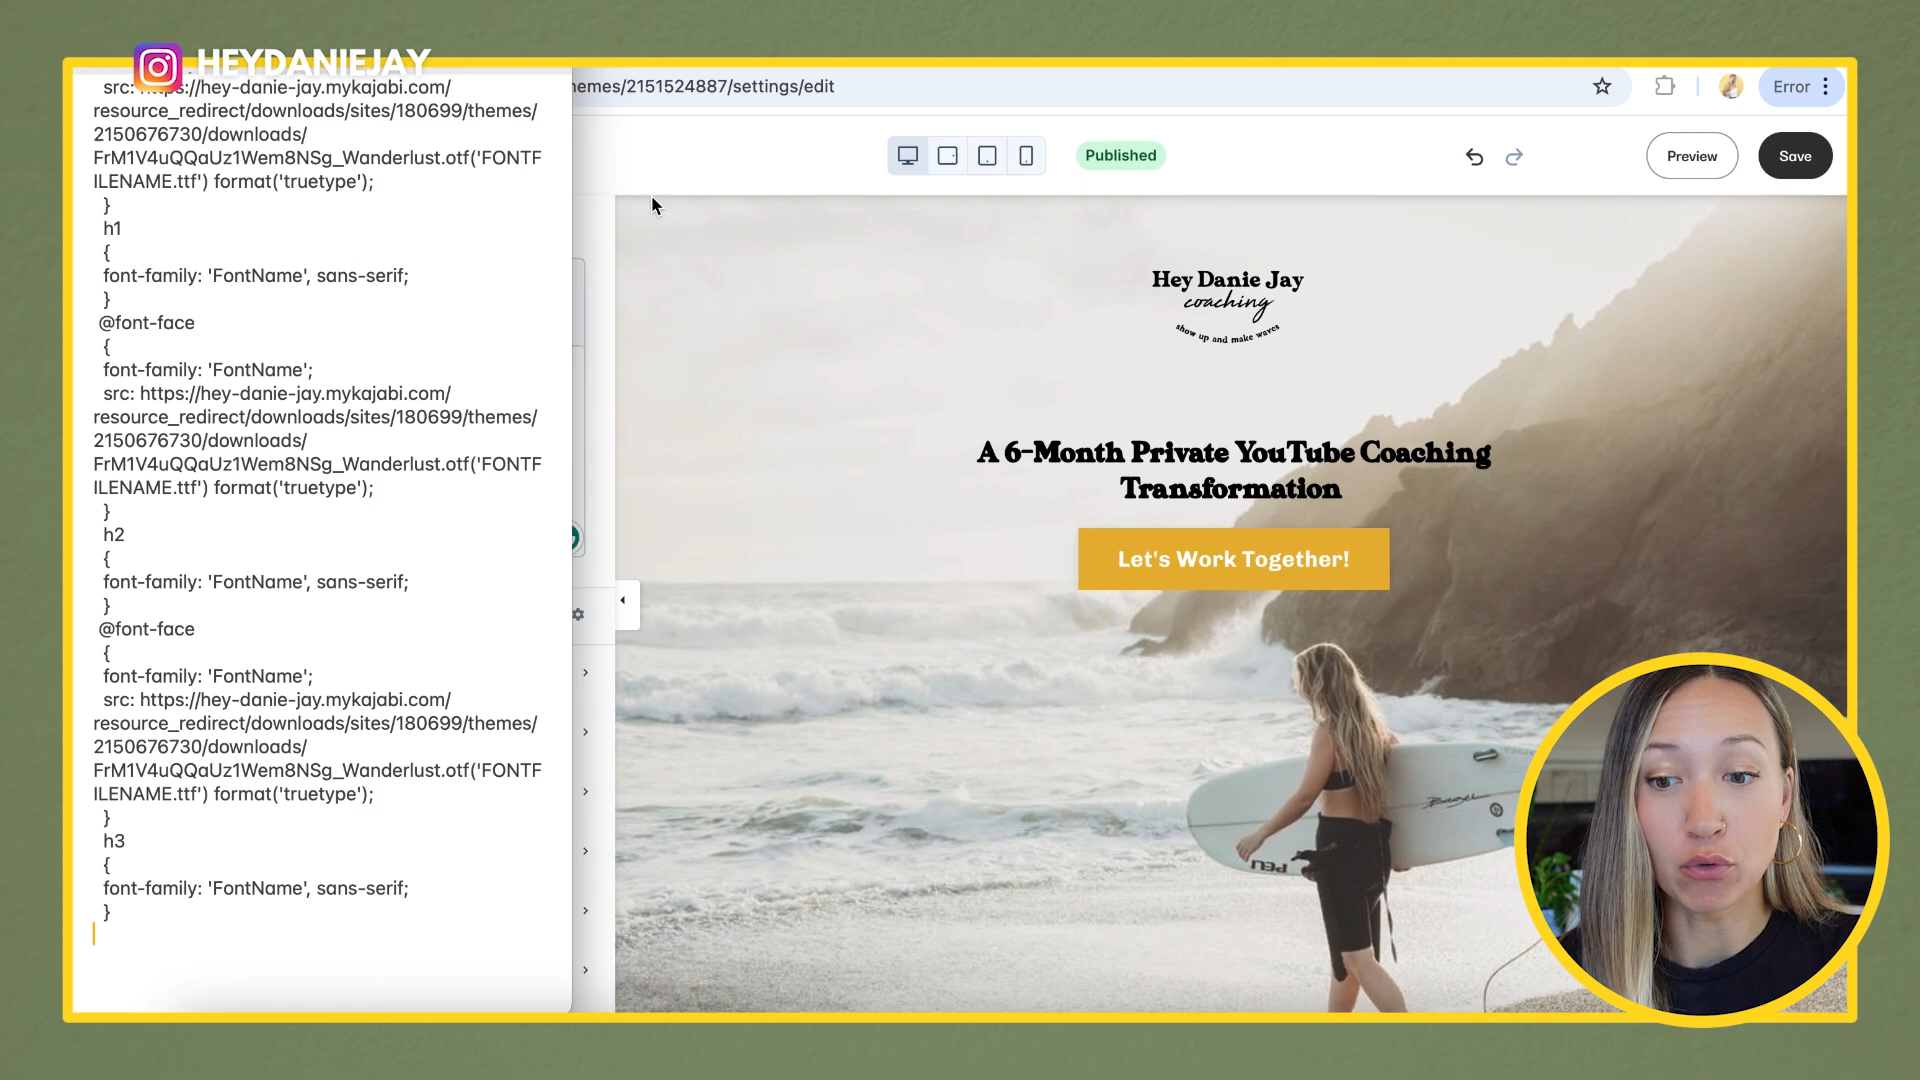 HEYDANIEJAY
src: https://hey-danie-jay.mykajabi.com/
resource_redirect/downloads/sites/180699/themes/
2150676730/downloads/
FrM1V4uQQaUz1Wem8NSg_Wanderlust.otf('FONTF
ILENAME.ttf') format('truetype');
}
h1
{
font-family: 'FontName', sans-serif;
}
@font-face
{
font-family: 'FontName';
src: https://hey-danie-jay.mykajabi.com/
resource_redirect/downloads/sites/180699/themes/
2150676730/downloads/
FrM1V4uQQaUz1Wem8NSg_Wanderlust.otf('FONTF
ILENAME.ttf') format('truetype');
}
h2
{
font-family: 'FontName', sans-serif;
}
@font-face
{
font-family: 'FontName';
src: https://hey-danie-jay.mykajabi.com/
resource_redirect/downloads/sites/180699/themes/
2150676730/downloads/
FrM1V4uQQaUz1Wem8NSg_Wanderlust.otf('FONTF
ILENAME.ttf') format('truetype');
}
h3
{
font-family: 'FontName', sans-serif;
}
hemes/2151524887/settings/edit
Error
Published
Preview
Save
Hey Danie Jay
coaching
show up and make waves
A 6-Month Private YouTube Coaching
Transformation
Let's Work Together!